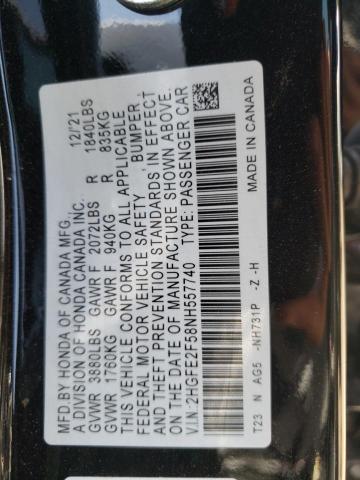 MFD.BY HONDA OF CANADA MFG., 12/21
A DIVISION OF HONDA CANADA INC.
GVWR 3880LBS GAWR F 2072LBS R 1840LBS
GVWR 1760KG GAWR F 940KG R 835KG
THIS VEHICLE CONFORMS TO ALL APPLICABLE
FEDERAL MOTOR VEHICLE SAFETY , BUMPER ,
AND THEFT PREVENTION STANDARDS IN EFFECT
ON THE DATE OF MANUFACTURE SHOWN ABOVE.
V.I.N: 2HGFE2F58NH557740 TYPE: PASSENGER CAR
T23 N AG5 -NH731P -Z -H MADE IN CANADA